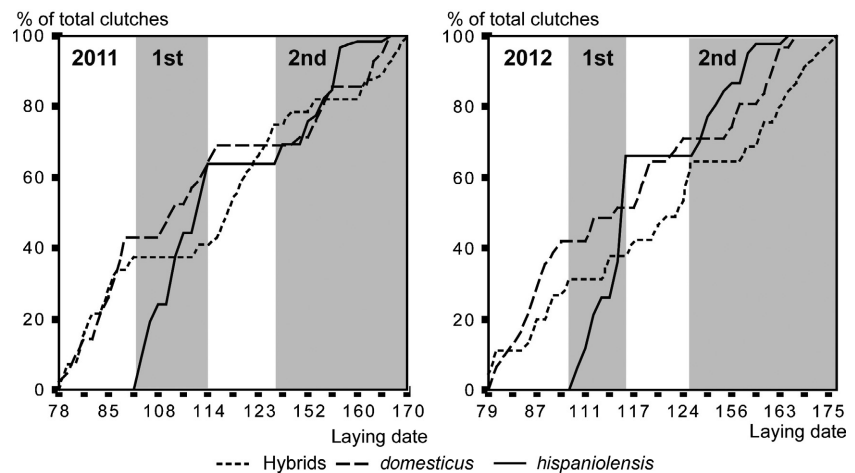 % of total clutches
100
80
60
40
20
0
2011
1st
2nd
78 85 108 114 123 152 160 170
Laying date
% of total clutches
100
80
60
40
20
0
2012
1st
2nd
79 87 111 117 124 156 163 175
Laying date
Hybrids domesticus hispaniolensis